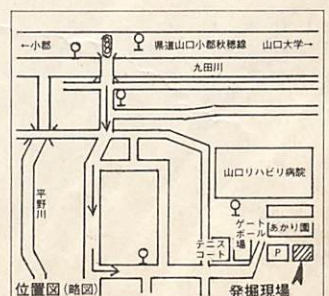 ←小郡 県道山口小郡秋穂線 山口大学→
九田川
山口リハビリ病院
平野川
テニスコート
ゲートボール場
あかり園
P
位置図(略図)
発掘現場